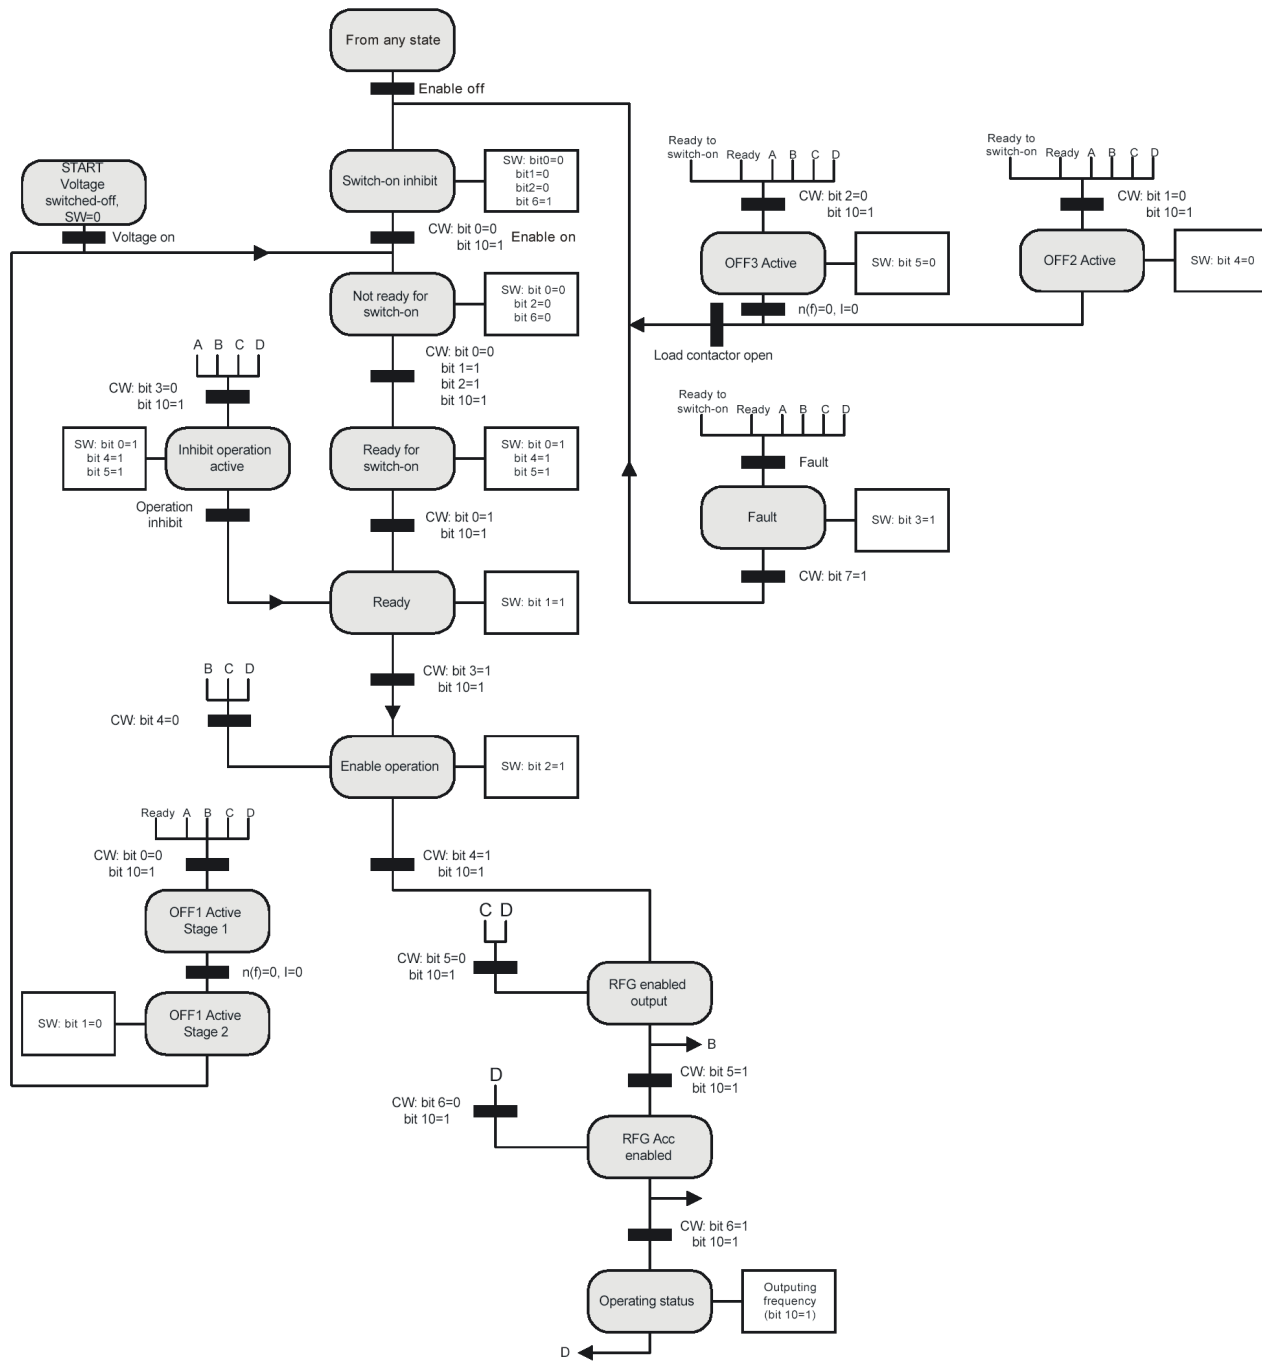 From any state
Enable off
START
Voltage
switched-off,
SW=0
Voltage on
Switch-on inhibit
SW: bit0=0
bit1=0
bit2=0
bit 6=1
CW: bit 0=0
bit 10=1
Enable on
Not ready for
switch-on
SW: bit 0=0
bit 2=0
bit 6=0
CW: bit 0=0
bit 1=1
bit 2=1
bit 10=1
Ready to
switch-on
Ready A B C D
CW: bit 2=0
bit 10=1
OFF3 Active
SW: bit 5=0
n(f)=0, I=0
Load contactor open
Ready to
switch-on
Ready A B C D
CW: bit 1=0
bit 10=1
OFF2 Active
SW: bit 4=0
A B C D
CW: bit 3=0
bit 10=1
SW: bit 0=1
bit 4=1
bit 5=1
Inhibit operation
active
Operation
inhibit
Ready for
switch-on
SW: bit 0=1
bit 4=1
bit 5=1
CW: bit 0=1
bit 10=1
Ready to
switch-on
Ready A B C D
Fault
Fault
SW: bit 3=1
CW: bit 7=1
Ready
SW: bit 1=1
CW: bit 3=1
bit 10=1
B C D
CW: bit 4=0
Enable operation
SW: bit 2=1
Ready A B C D
CW: bit 0=0
bit 10=1
OFF1 Active
Stage 1
n(f)=0, I=0
SW: bit 1=0
OFF1 Active
Stage 2
CW: bit 4=1
bit 10=1
C D
CW: bit 5=0
bit 10=1
RFG enabled
output
B
CW: bit 5=1
bit 10=1
D
CW: bit 6=0
bit 10=1
RFG Acc
enabled
CW: bit 6=1
bit 10=1
Operating status
Outputing
frequency
(bit 10=1)
D